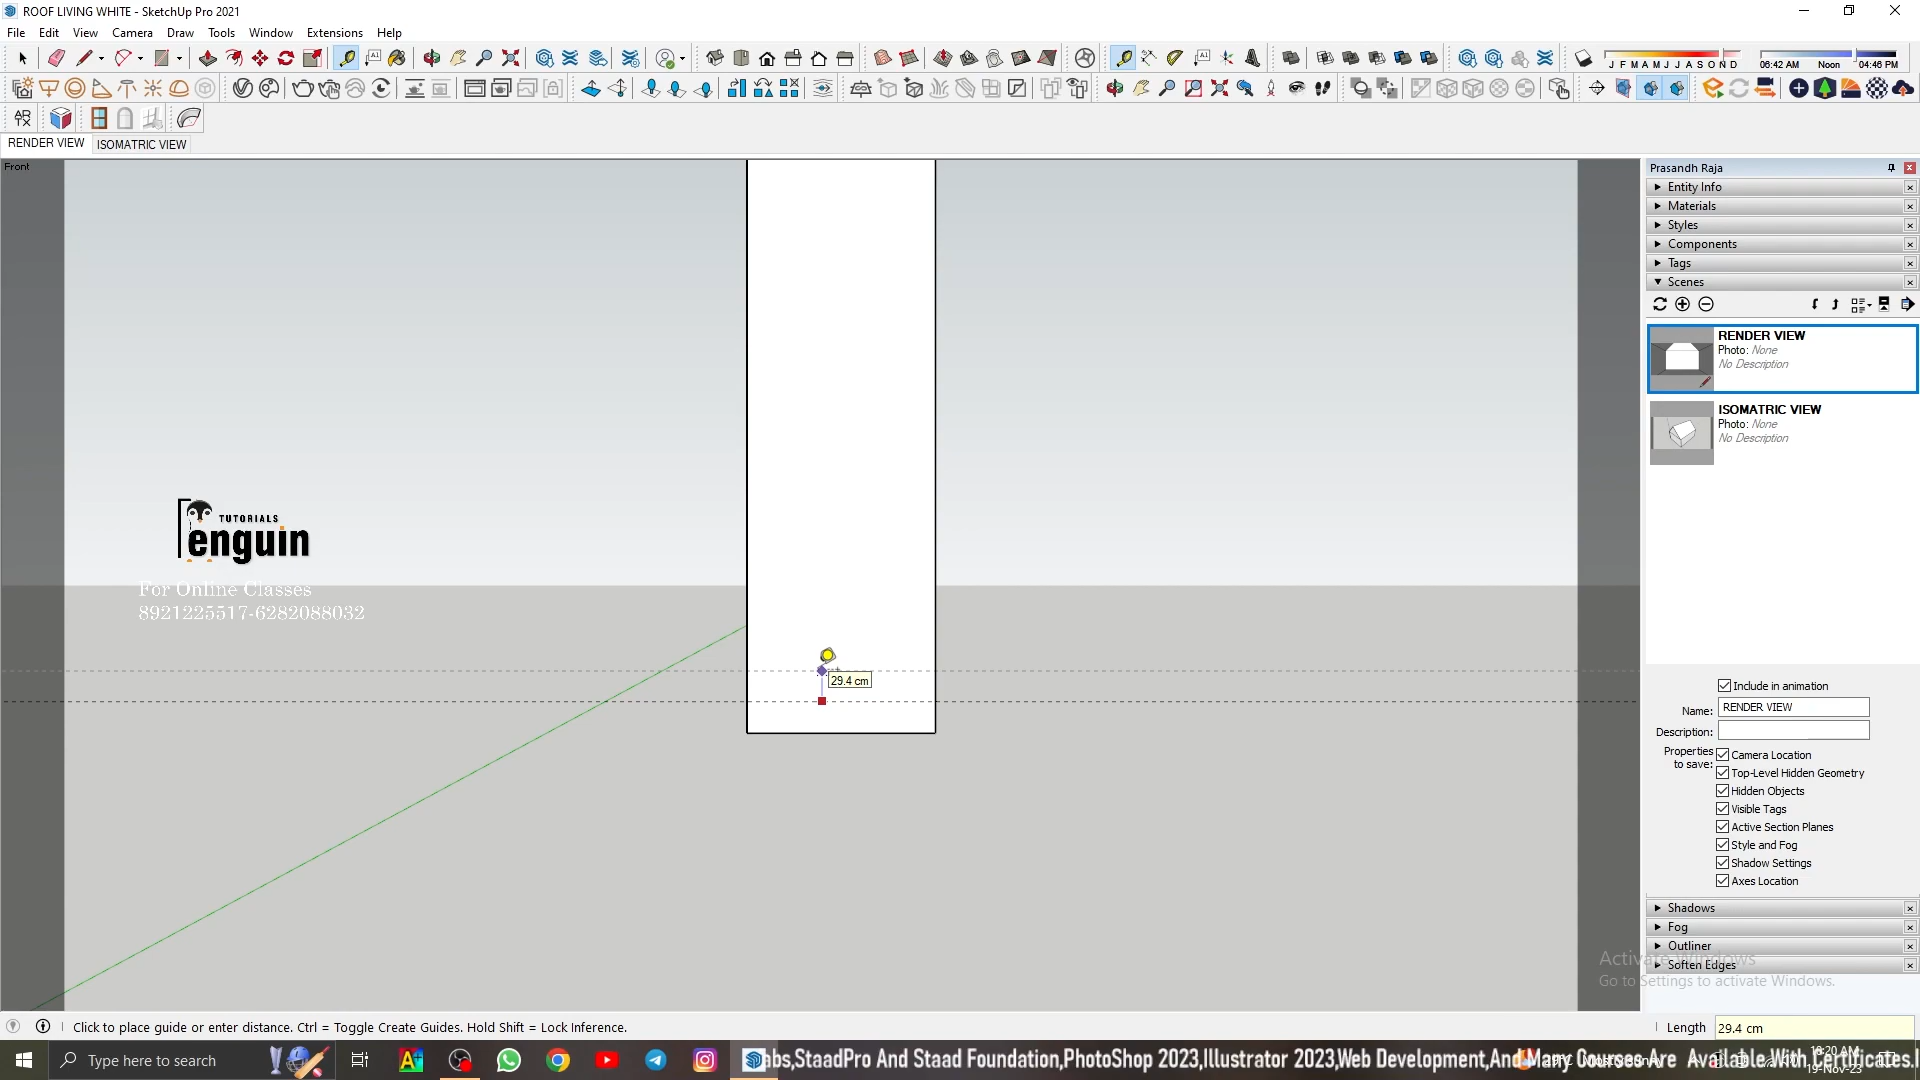 ROOF LIVING WHITE - SketchUp Pro 2021
File Edit View Camera Draw Tools Window Extensions Help
J F M A M J J A S O N D 06:42 AM Noon 04:46 PM
RENDER VIEW ISOMATRIC VIEW
Front
Prasandh Raja
Entity Info
Materials
Styles
Components
Tags
Scenes
RENDER VIEW
Photo: None
No Description
ISOMATRIC VIEW
Photo: None
No Description
TUTORIALS
Penguin
For Online Classes
8921225517-6282088032
29.4 cm
Include in animation
Name: RENDER VIEW
Description:
Properties to save:
Camera Location
Top-Level Hidden Geometry
Hidden Objects
Visible Tags
Active Section Planes
Style and Fog
Shadow Settings
Axes Location
Shadows
Fog
Outliner
Soften Edges
Activate Windows
Go to Settings to activate Windows.
Click to place guide or enter distance. Ctrl = Toggle Create Guides. Hold Shift = Lock Inference.
Length 29.4 cm
Type here to search
abs,StaadPro And Staad Foundation,PhotoShop 2023,Illustrator 2023,Web Development,And Many Courses Are Available With Certificates.
19-Nov-23